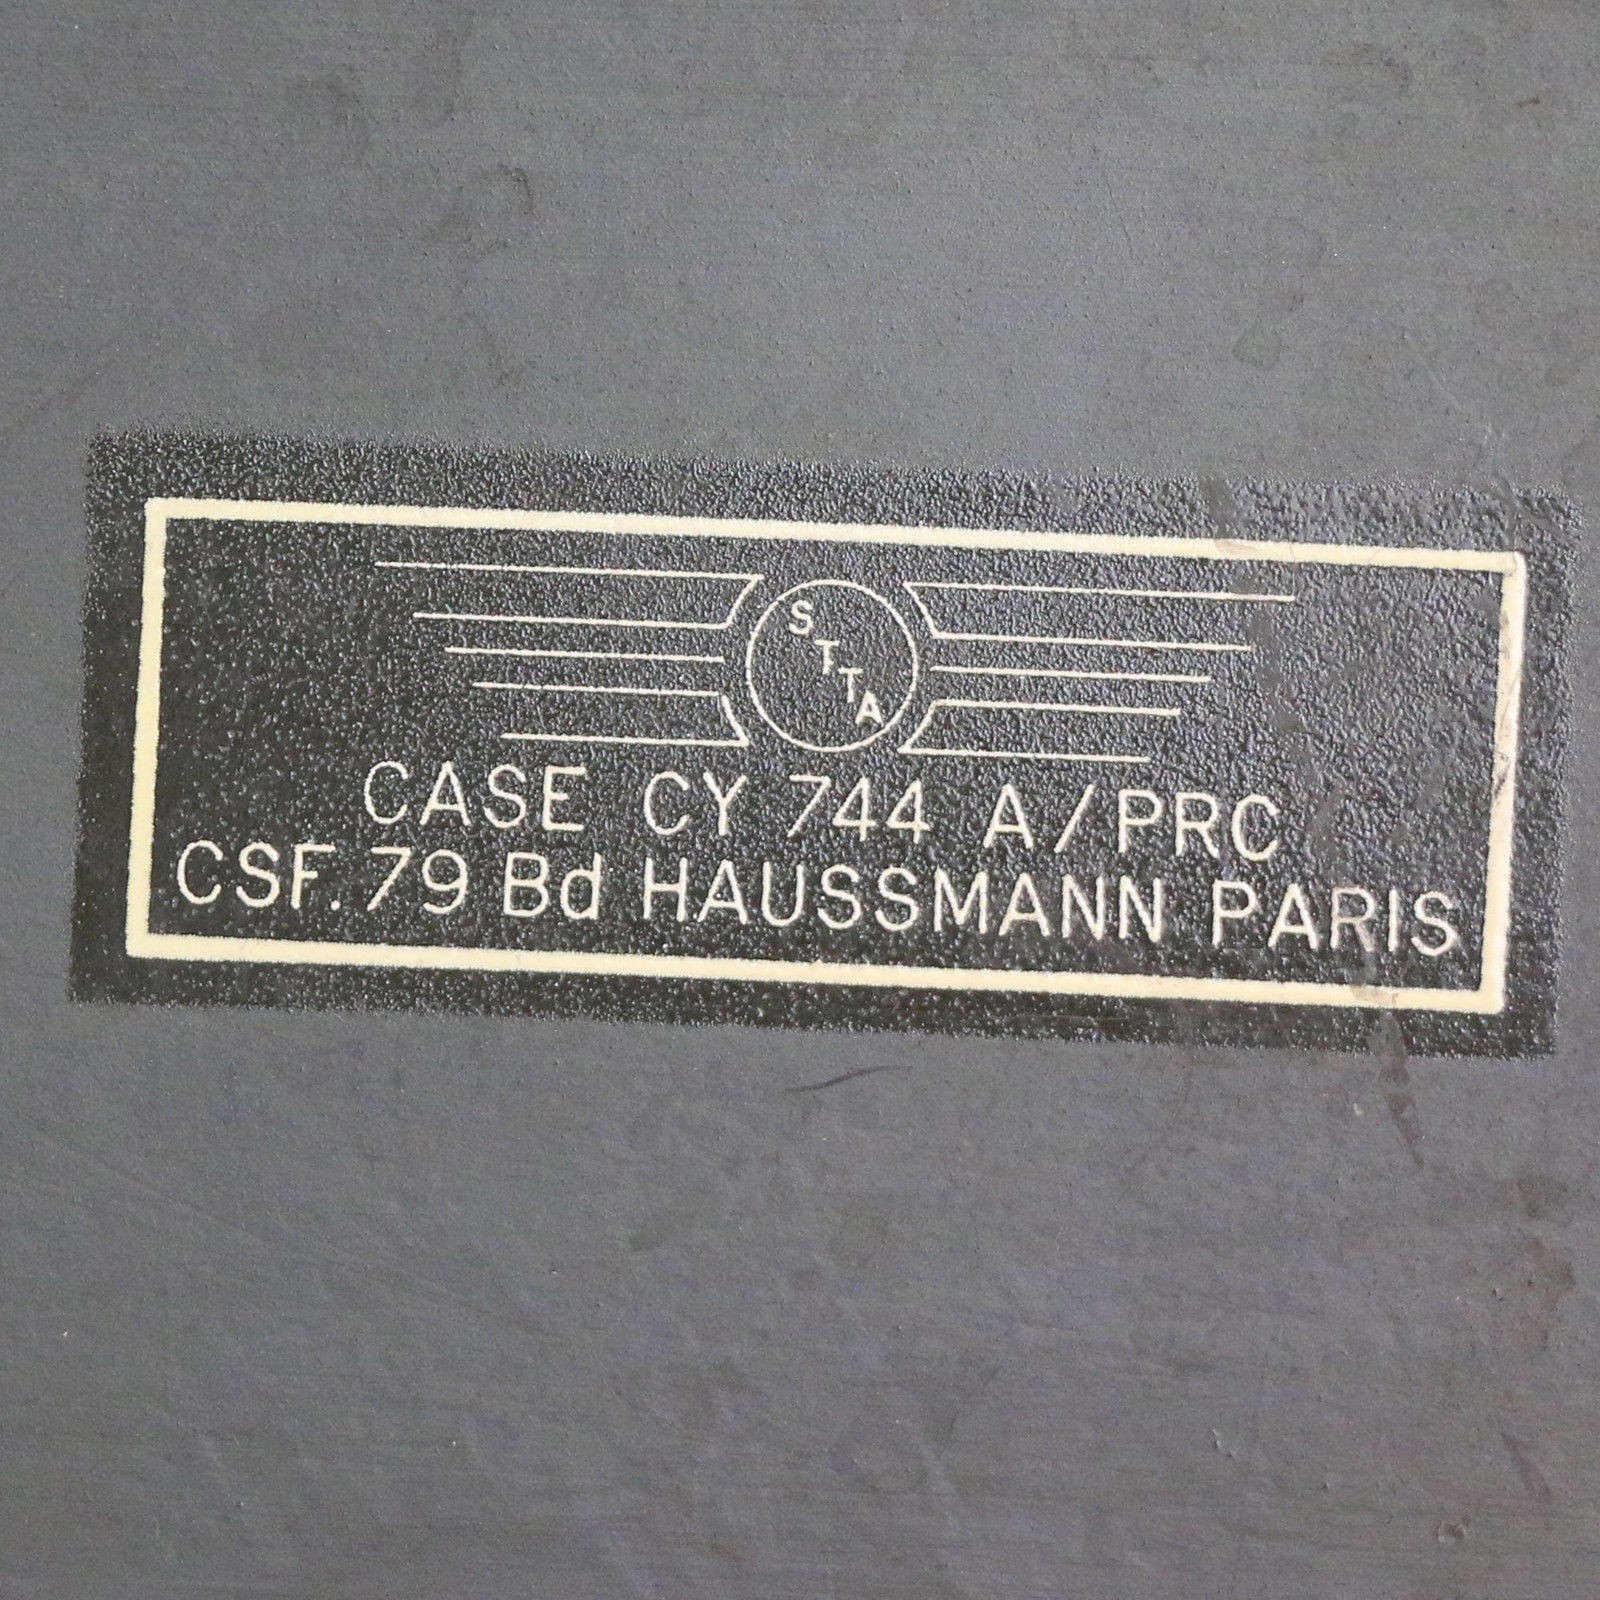 STTA
CASE CY 744 A/PRC
CSF. 79 Bd HAUSSMANN PARIS